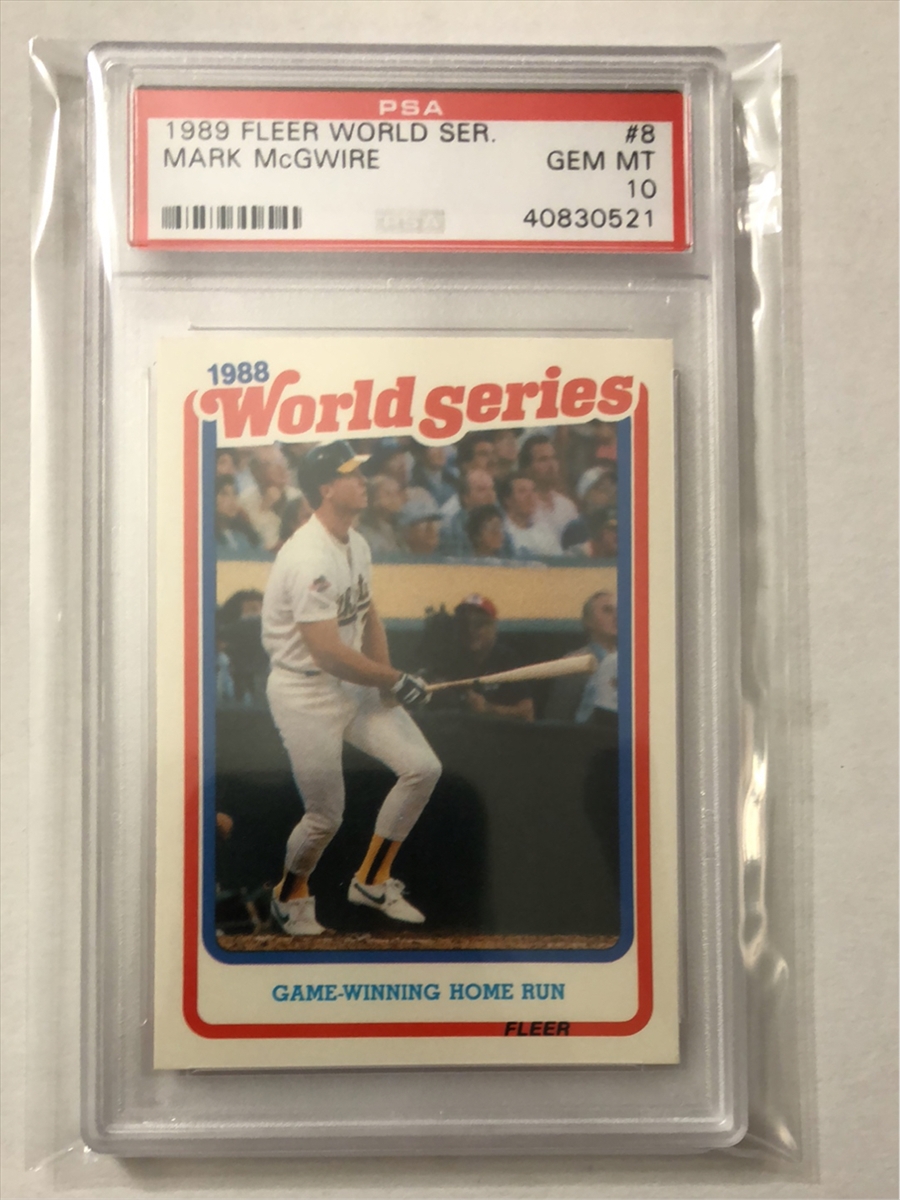 PSA
1989 FLEER WORLD SER. #8
MARK McGWIRE GEM MT
10
PSA 40830521
1988
World series
GAME-WINNING HOME RUN
FLEER